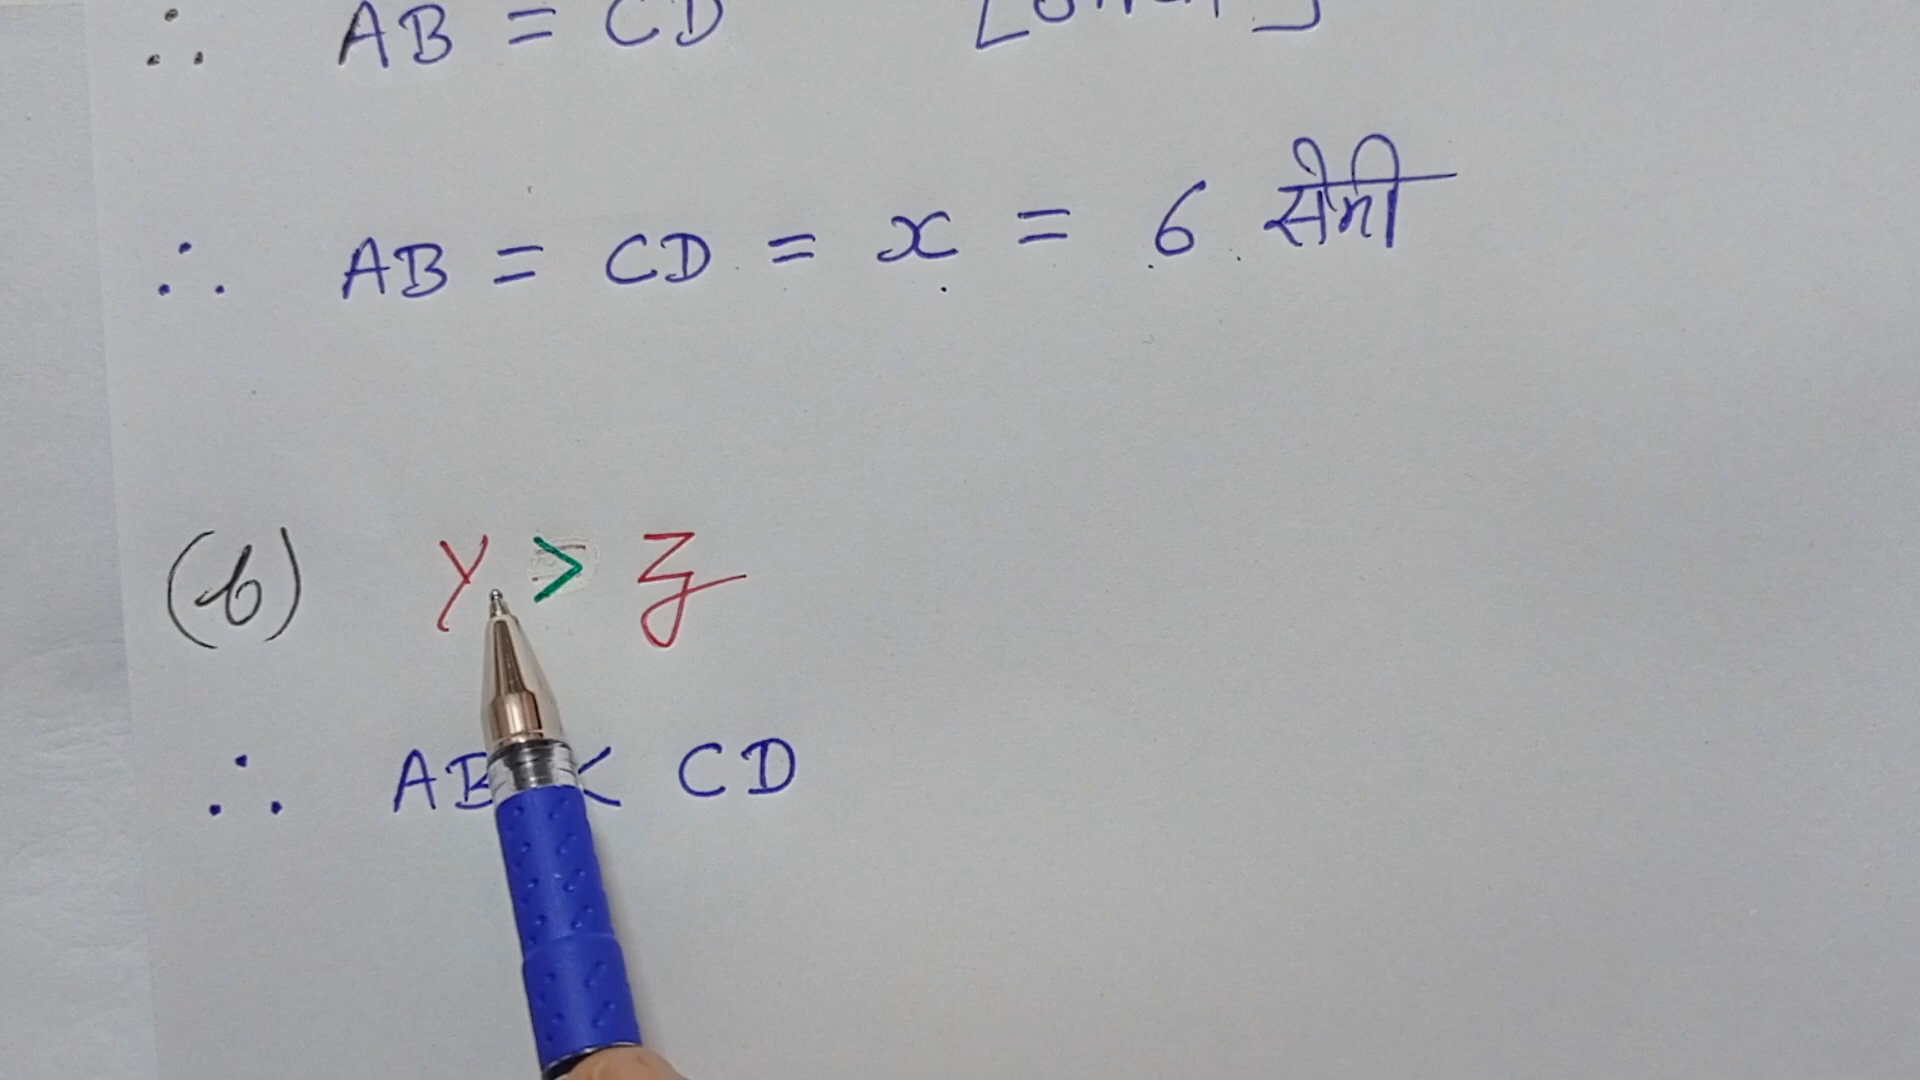 ∴ AB = CD
∴ AB = CD = x = 6 सेमी
(b) y > z
∴ AB < CD